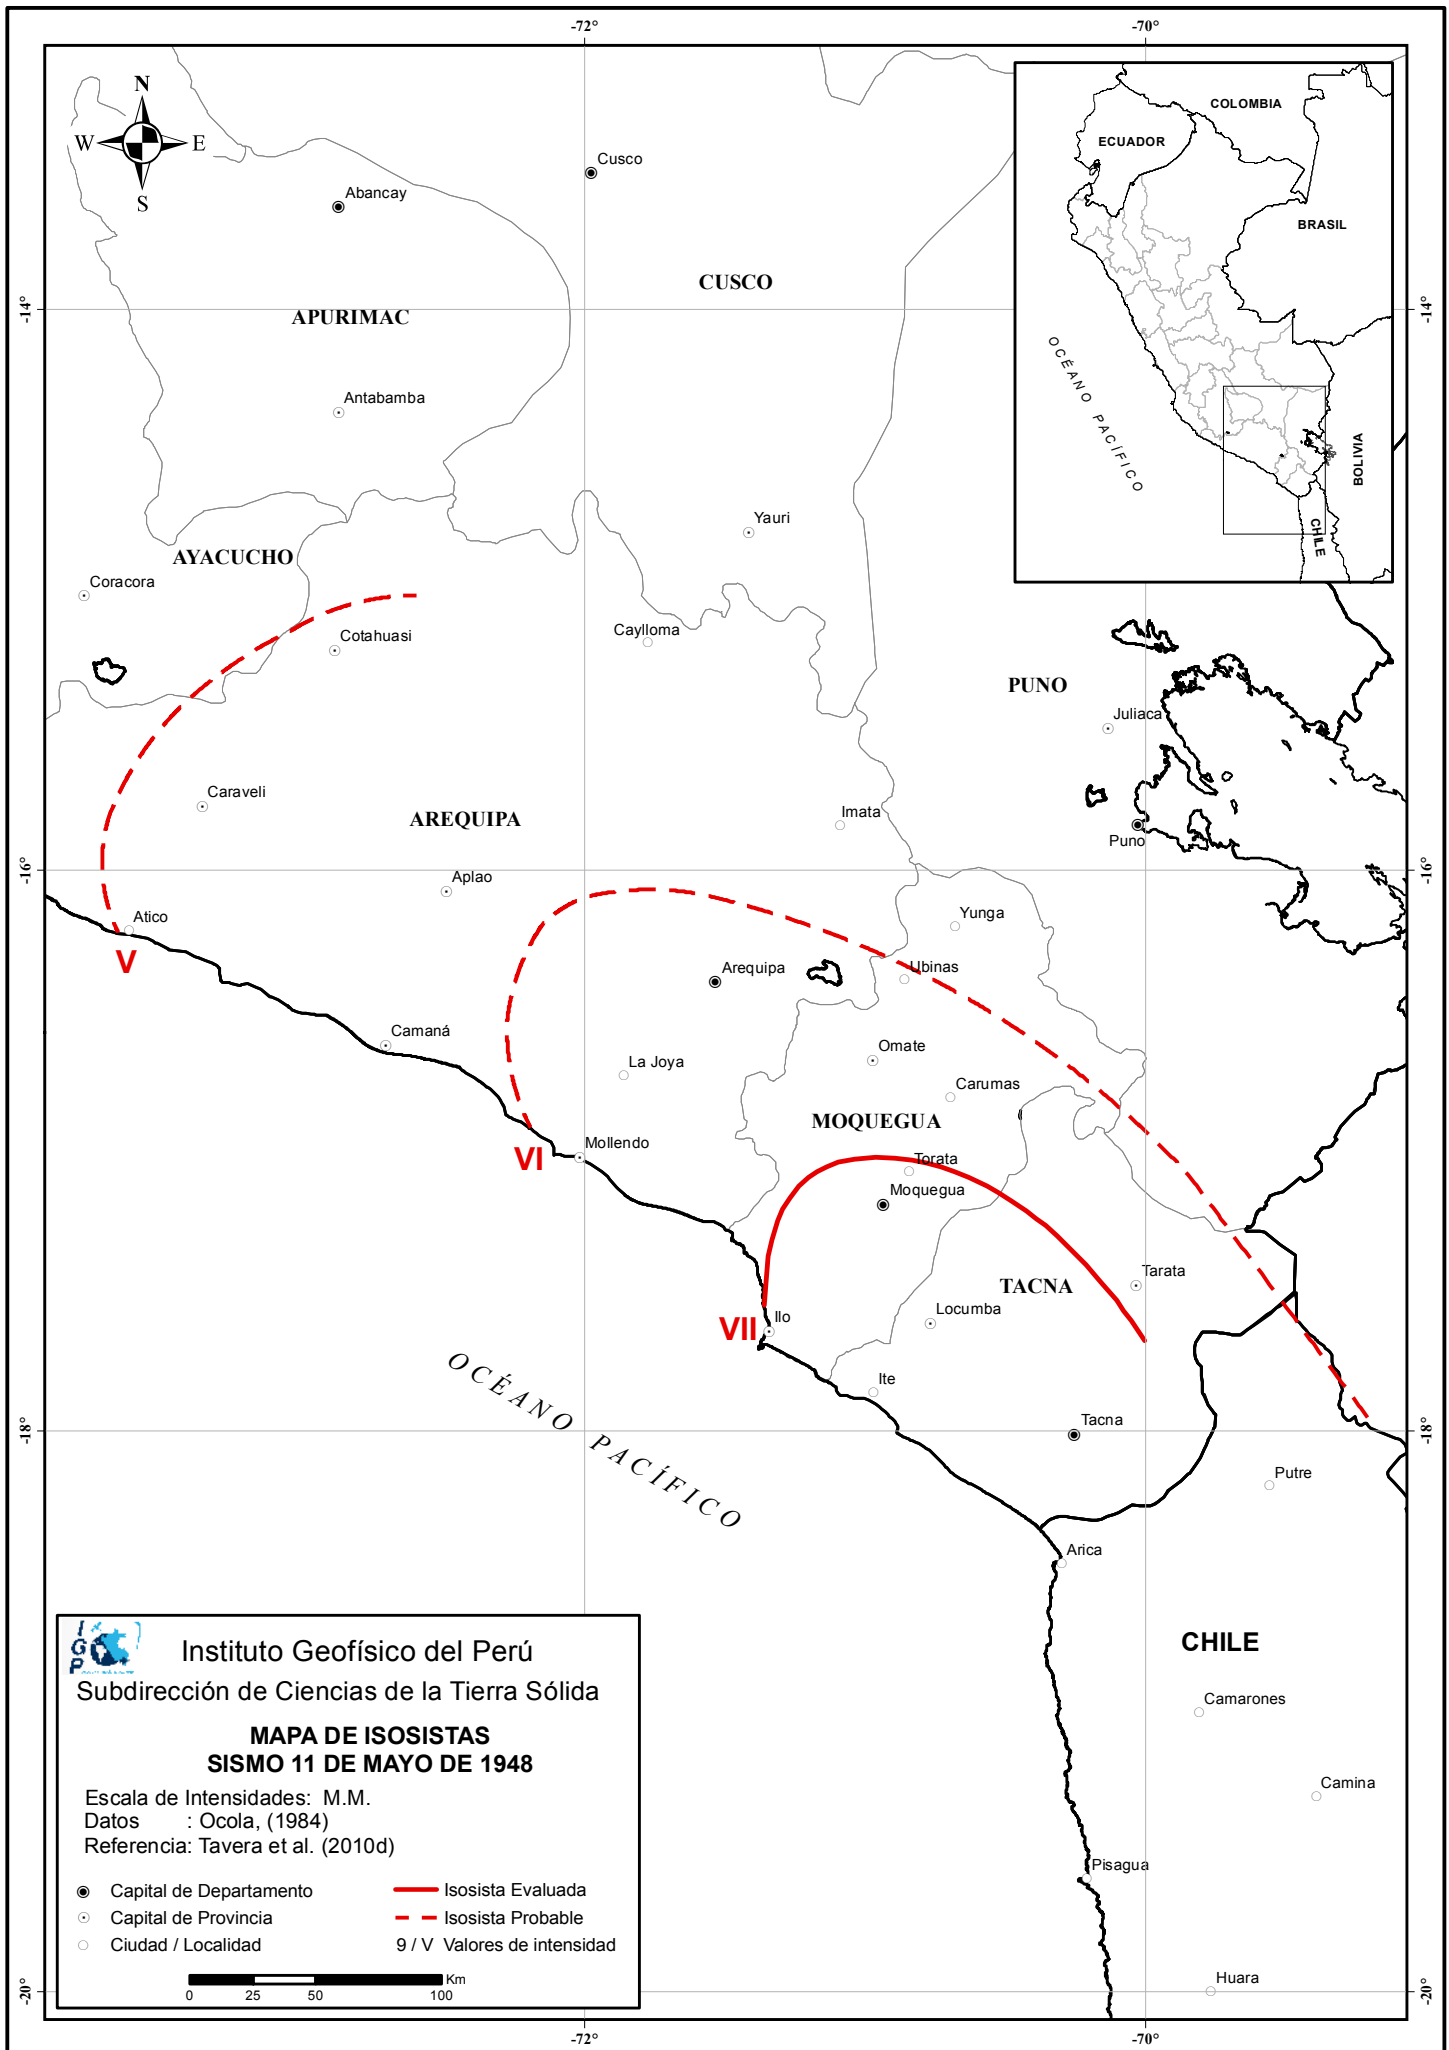 -72°
-70°
N
W
E
S
COLOMBIA
ECUADOR
BRASIL
OCÉANO PACÍFICO
BOLIVIA
CHILE
Cusco
Abancay
CUSCO
-14°
-14°
APURIMAC
Antabamba
Yauri
AYACUCHO
Coracora
Cotahuasi
Caylloma
PUNO
Juliaca
Caraveli
AREQUIPA
Imata
Puno
-16°
-16°
Aplao
Atico
Yunga
V
Arequipa
Ubinas
Camaná
Omate
La Joya
Carumas
MOQUEGUA
Mollendo
VI
Torata
Moquegua
Tarata
TACNA
Locumba
Ilo
VII
Ite
OCÉANO PACÍFICO
Tacna
-18°
-18°
Putre
Arica
CHILE
Camarones
Camina
Pisagua
Huara
IGP
Instituto Geofísico del Perú
Subdirección de Ciencias de la Tierra Sólida
MAPA DE ISOSISTAS
SISMO 11 DE MAYO DE 1948
Escala de Intensidades: M.M.
Datos : Ocola, (1984)
Referencia: Tavera et al. (2010d)
Capital de Departamento
Isosista Evaluada
Capital de Provincia
Isosista Probable
Ciudad / Localidad
9 / V Valores de intensidad
Km
0 25 50 100
-20°
-20°
-72°
-70°